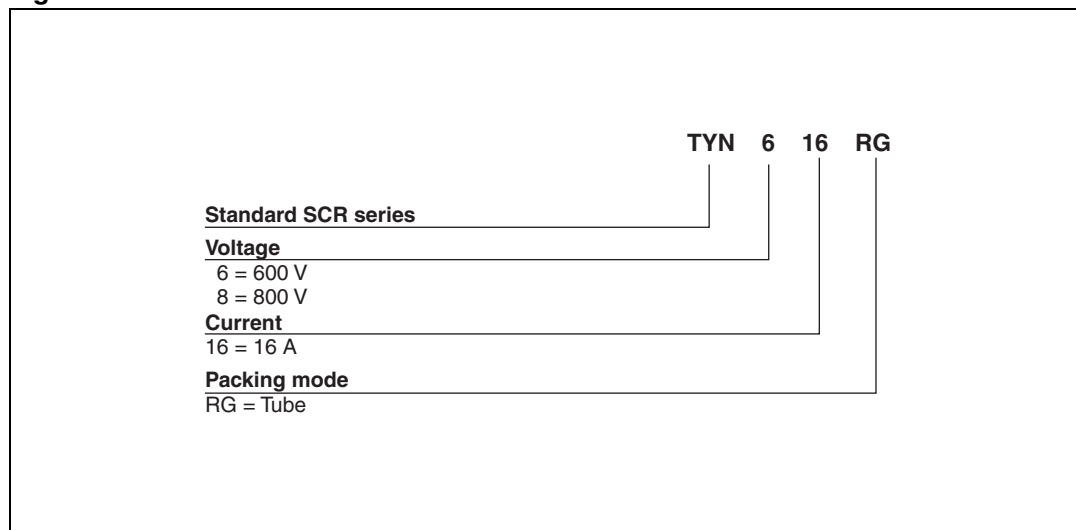 TYN 6 16 RG
Standard SCR series
Voltage
6 = 600 V
8 = 800 V
Current
16 = 16 A
Packing mode
RG = Tube